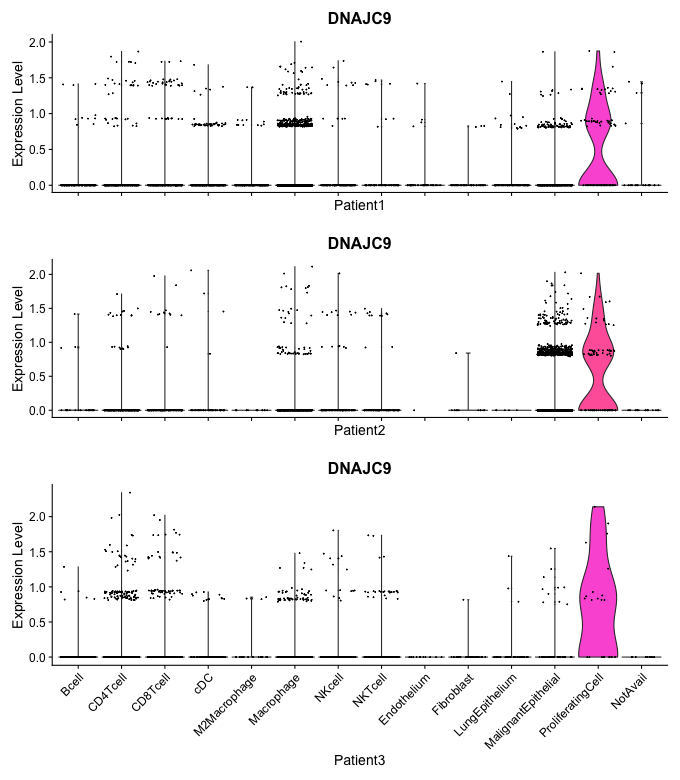 DNAJC9
2.0
1.5
1.0
0.5
0.0
Expression Level
Patient1
DNAJC9
2.0
1.5
1.0
0.5
0.0
Expression Level
Patient2
DNAJC9
2.0
1.5
1.0
0.5
0.0
Expression Level
Bcell
CD4Tcell
CD8Tcell
cDC
M2Macrophage
Macrophage
NKcell
NKTcell
Endothelium
Fibroblast
LungEpithelium
MalignantEpithelial
ProliferatingCell
NotAvail
Patient3